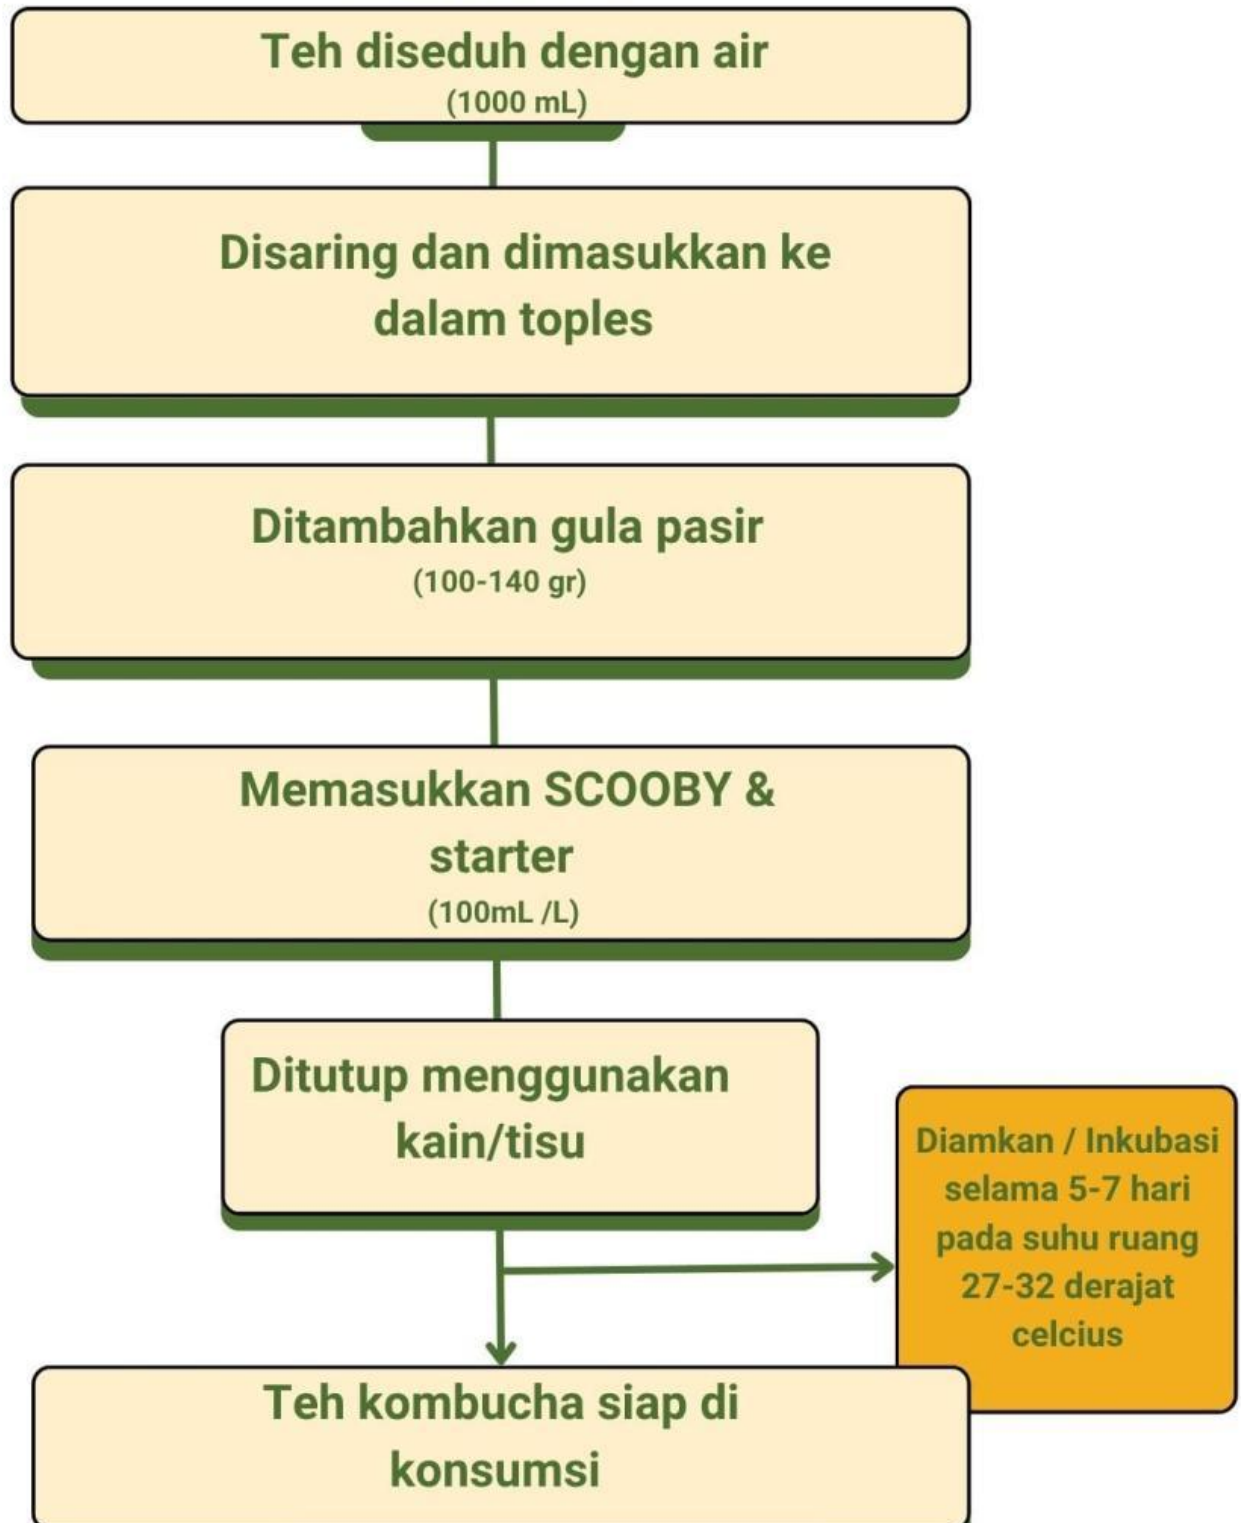 Teh diseduh dengan air
(1000 mL)
Disaring dan dimasukkan ke
dalam toples
Ditambahkan gula pasir
(100-140 gr)
Memasukkan SCOOBY &
starter
(100mL /L)
Ditutup menggunakan
kain/tisu
Diamkan / Inkubasi
selama 5-7 hari
pada suhu ruang
27-32 derajat
celcius
Teh kombucha siap di
konsumsi